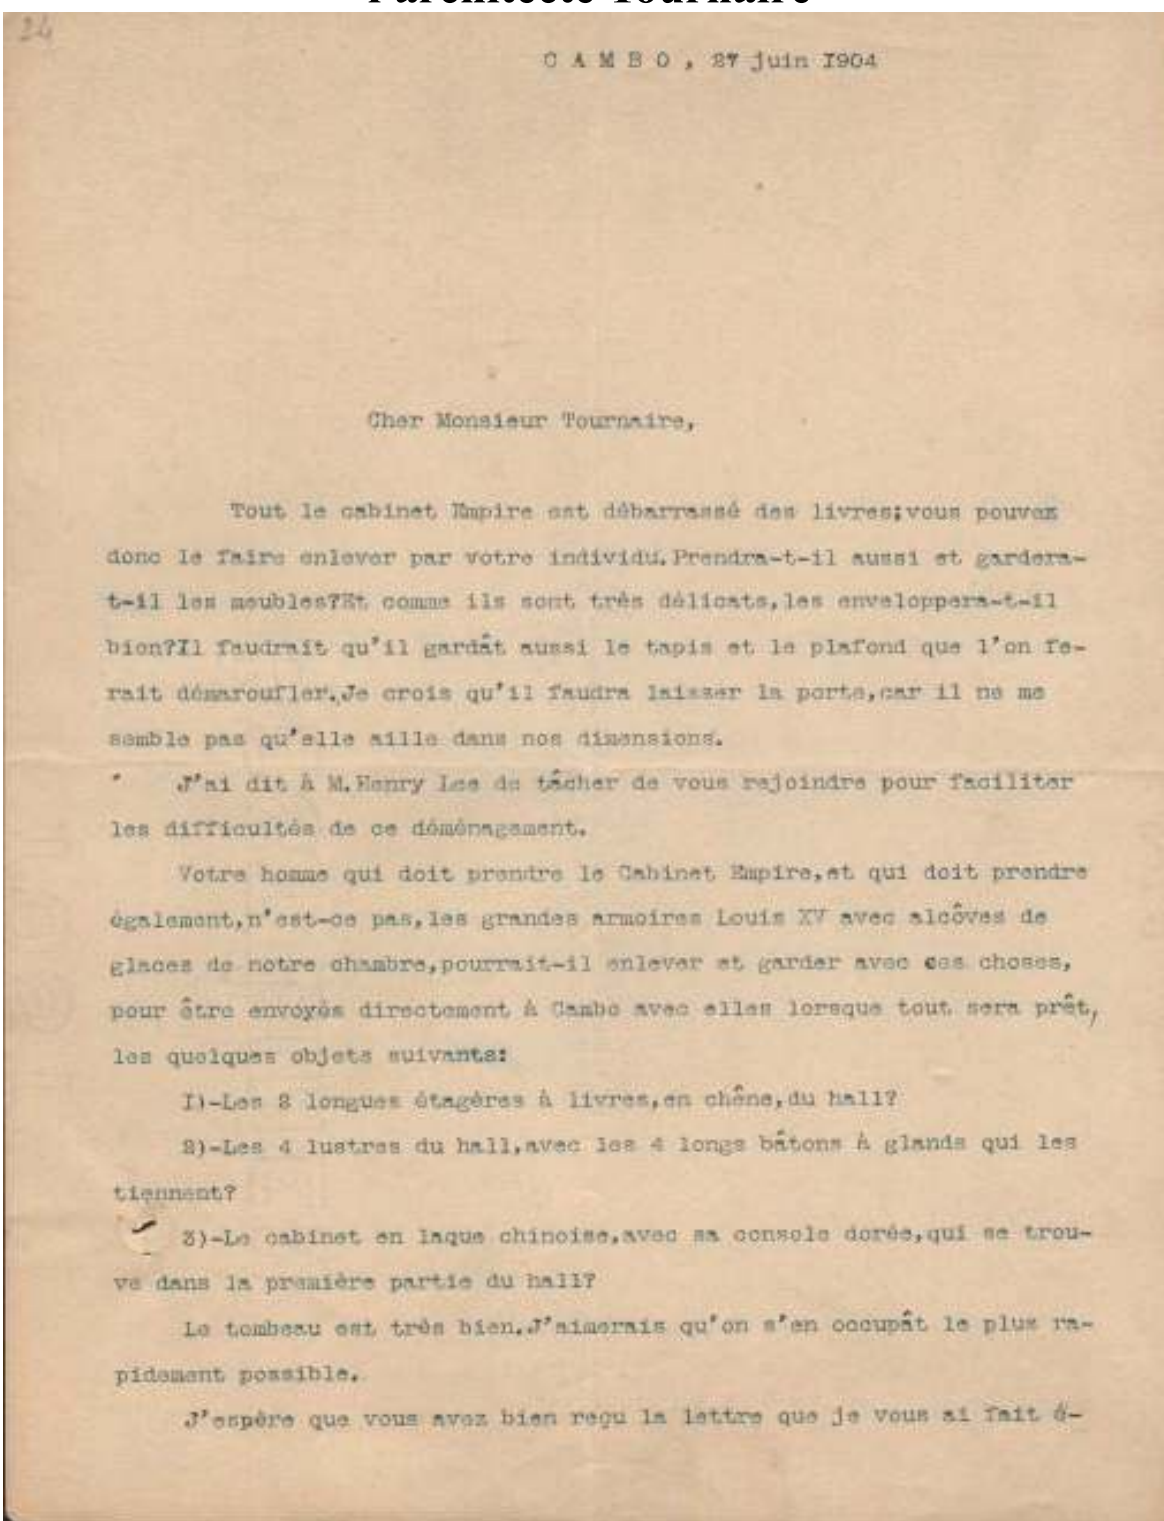 l'architecte Tournaire
24
C A M B O , 27 juin I904
Cher Monsieur Tournaire,
Tout le cabinet Empire est débarrassé des livres;vous pouvez
donc le faire enlever par votre individu.Prendra-t-il aussi et gardera-
t-il les meubles?Et comme ils sont très délicats,les enveloppera-t-il
bien?Il faudrait qu'il gardât aussi le tapis et le plafond que l'on fe-
rait démaroufler.Je crois qu'il faudra laisser la porte,car il ne me
semble pas qu'elle aille dans nos dimensions.
J'ai dit à M.Henry Lee de tâcher de vous rejoindre pour faciliter
les difficultés de ce déménagement.
Votre homme qui doit prendre le Cabinet Empire,et qui doit prendre
également,n'est-ce pas,les grandes armoires Louis XV avec alcôves de
glaces de notre chambre,pourrait-il enlever et garder avec ces choses,
pour être envoyés directement à Cambo avec elles lorsque tout sera prêt,
les quelques objets suivants:
I)-Les 2 longues étagères à livres,en chêne,du hall?
2)-Les 4 lustres du hall,avec les 4 longs bâtons à glands qui les
tiennent?
3)-Le cabinet en laque chinoise,avec sa console dorée,qui se trou-
ve dans la première partie du hall?
Le tombeau est très bien.J'aimerais qu'on s'en occupât le plus ra-
pidement possible.
J'espère que vous avez bien reçu la lettre que je vous ai fait é-